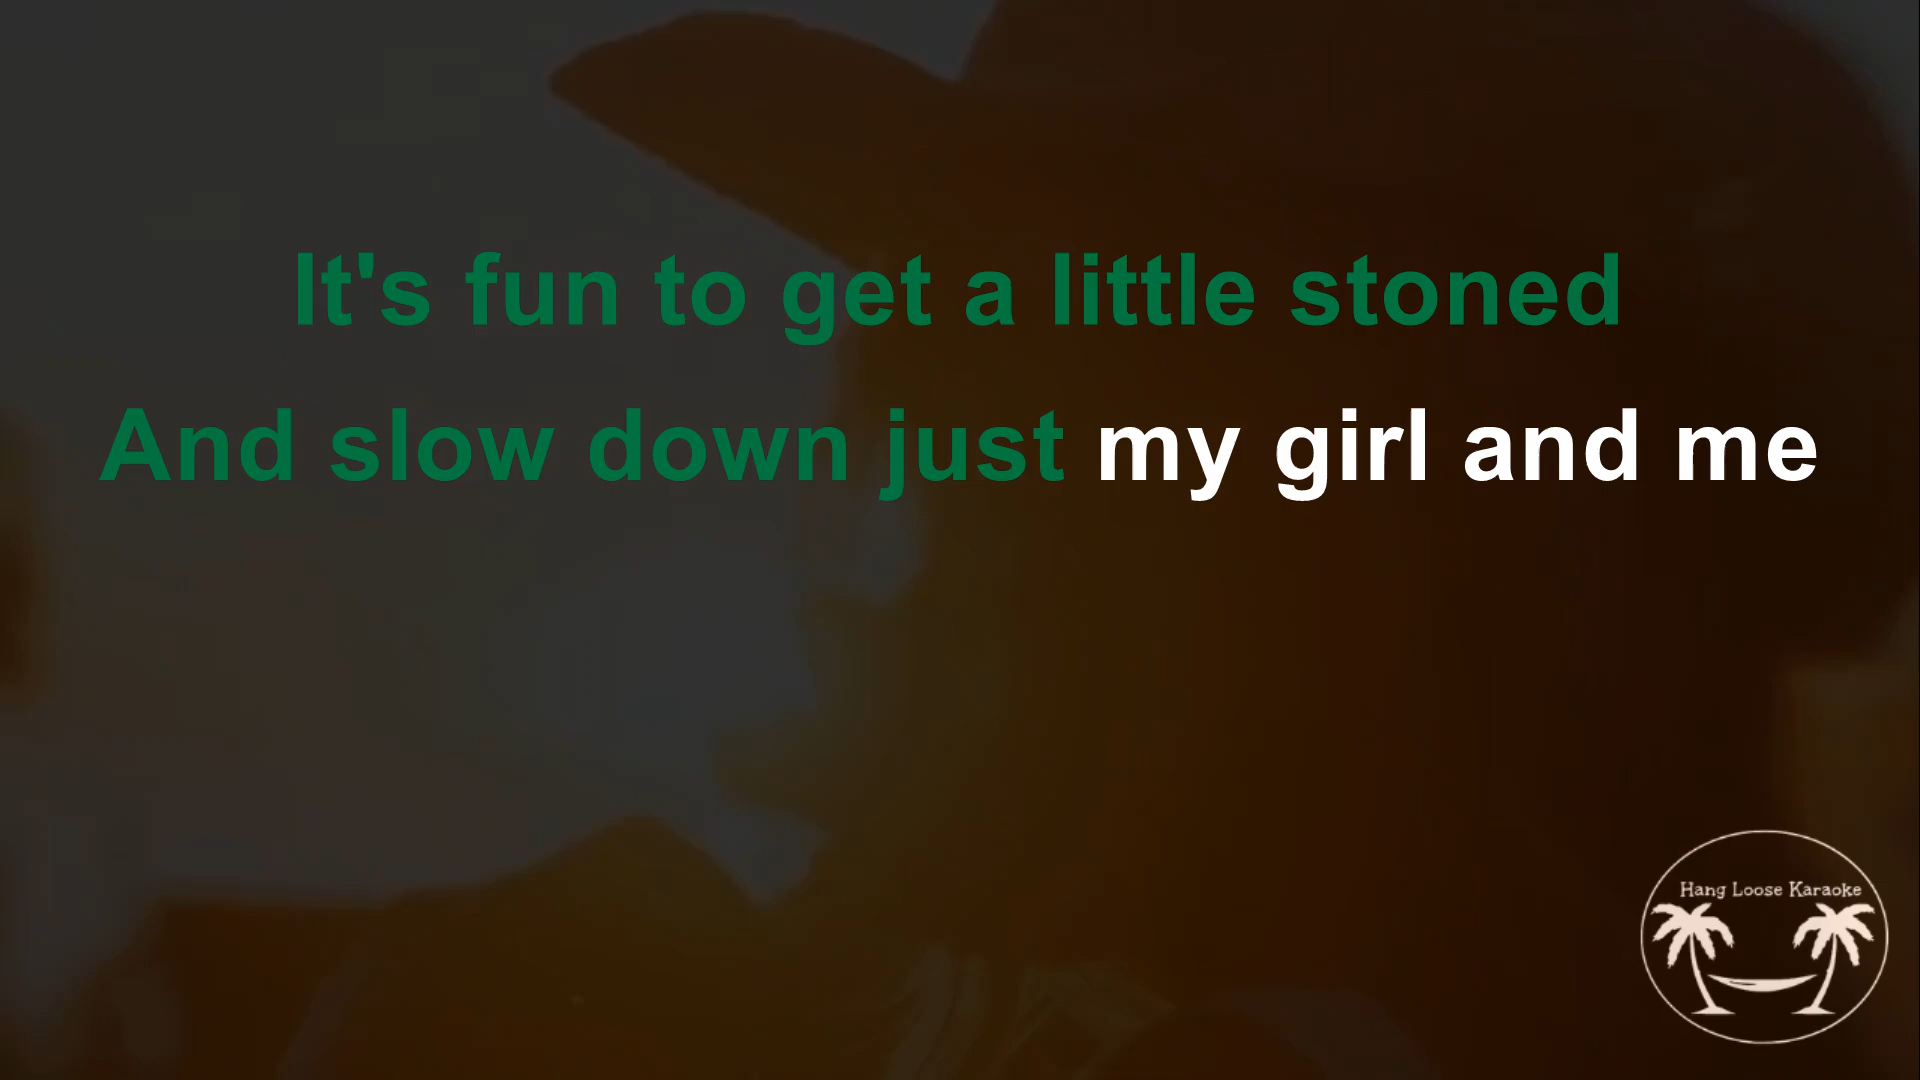 It's fun to get a little stoned
And slow down just my girl and me
Hang Loose Karaoke